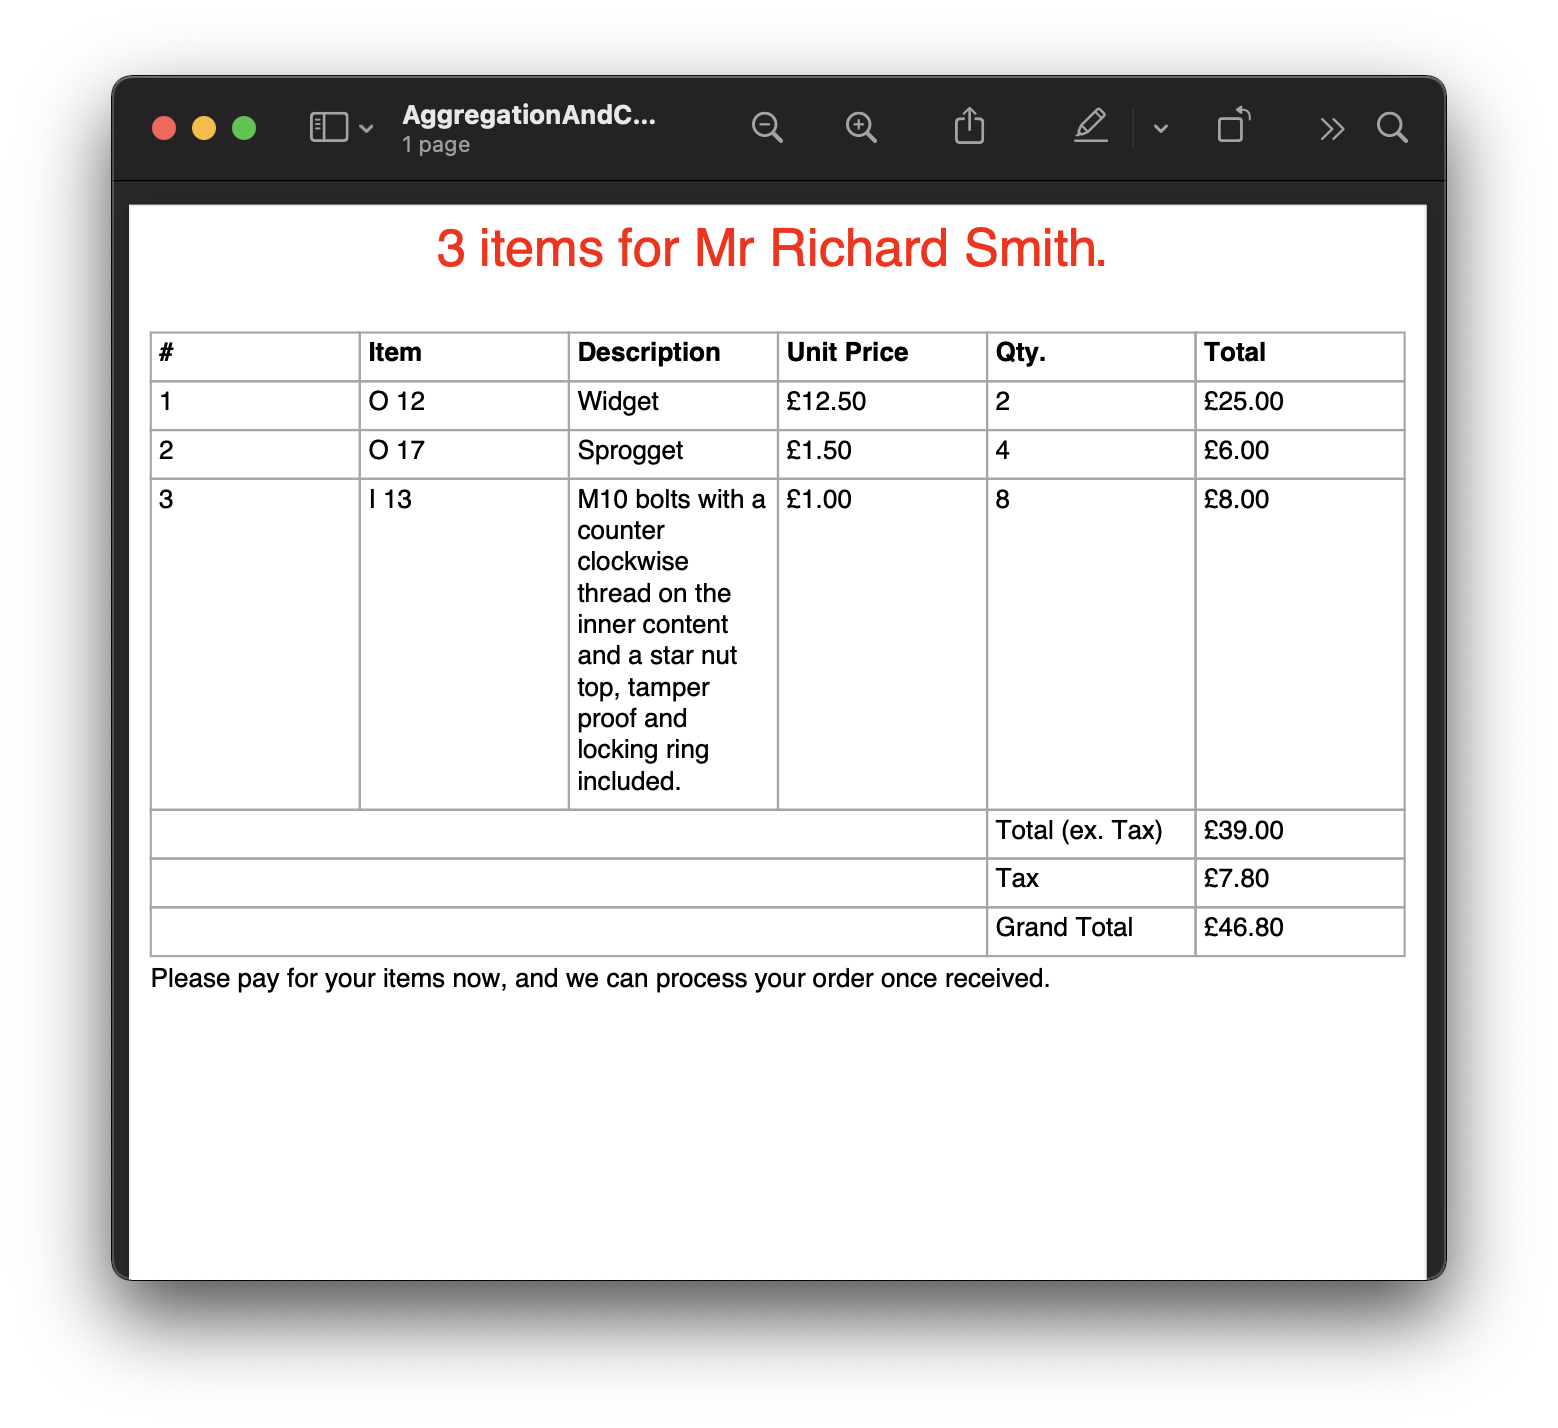 AggregationAndC...
1 page
3 items for Mr Richard Smith.
# Item Description Unit Price Qty. Total
1 O 12 Widget £12.50 2 £25.00
2 O 17 Sprogget £1.50 4 £6.00
3 I 13 M10 bolts with a £1.00 8 £8.00
counter
clockwise
thread on the
inner content
and a star nut
top, tamper
proof and
locking ring
included.
Total (ex. Tax) £39.00
Tax £7.80
Grand Total £46.80
Please pay for your items now, and we can process your order once received.